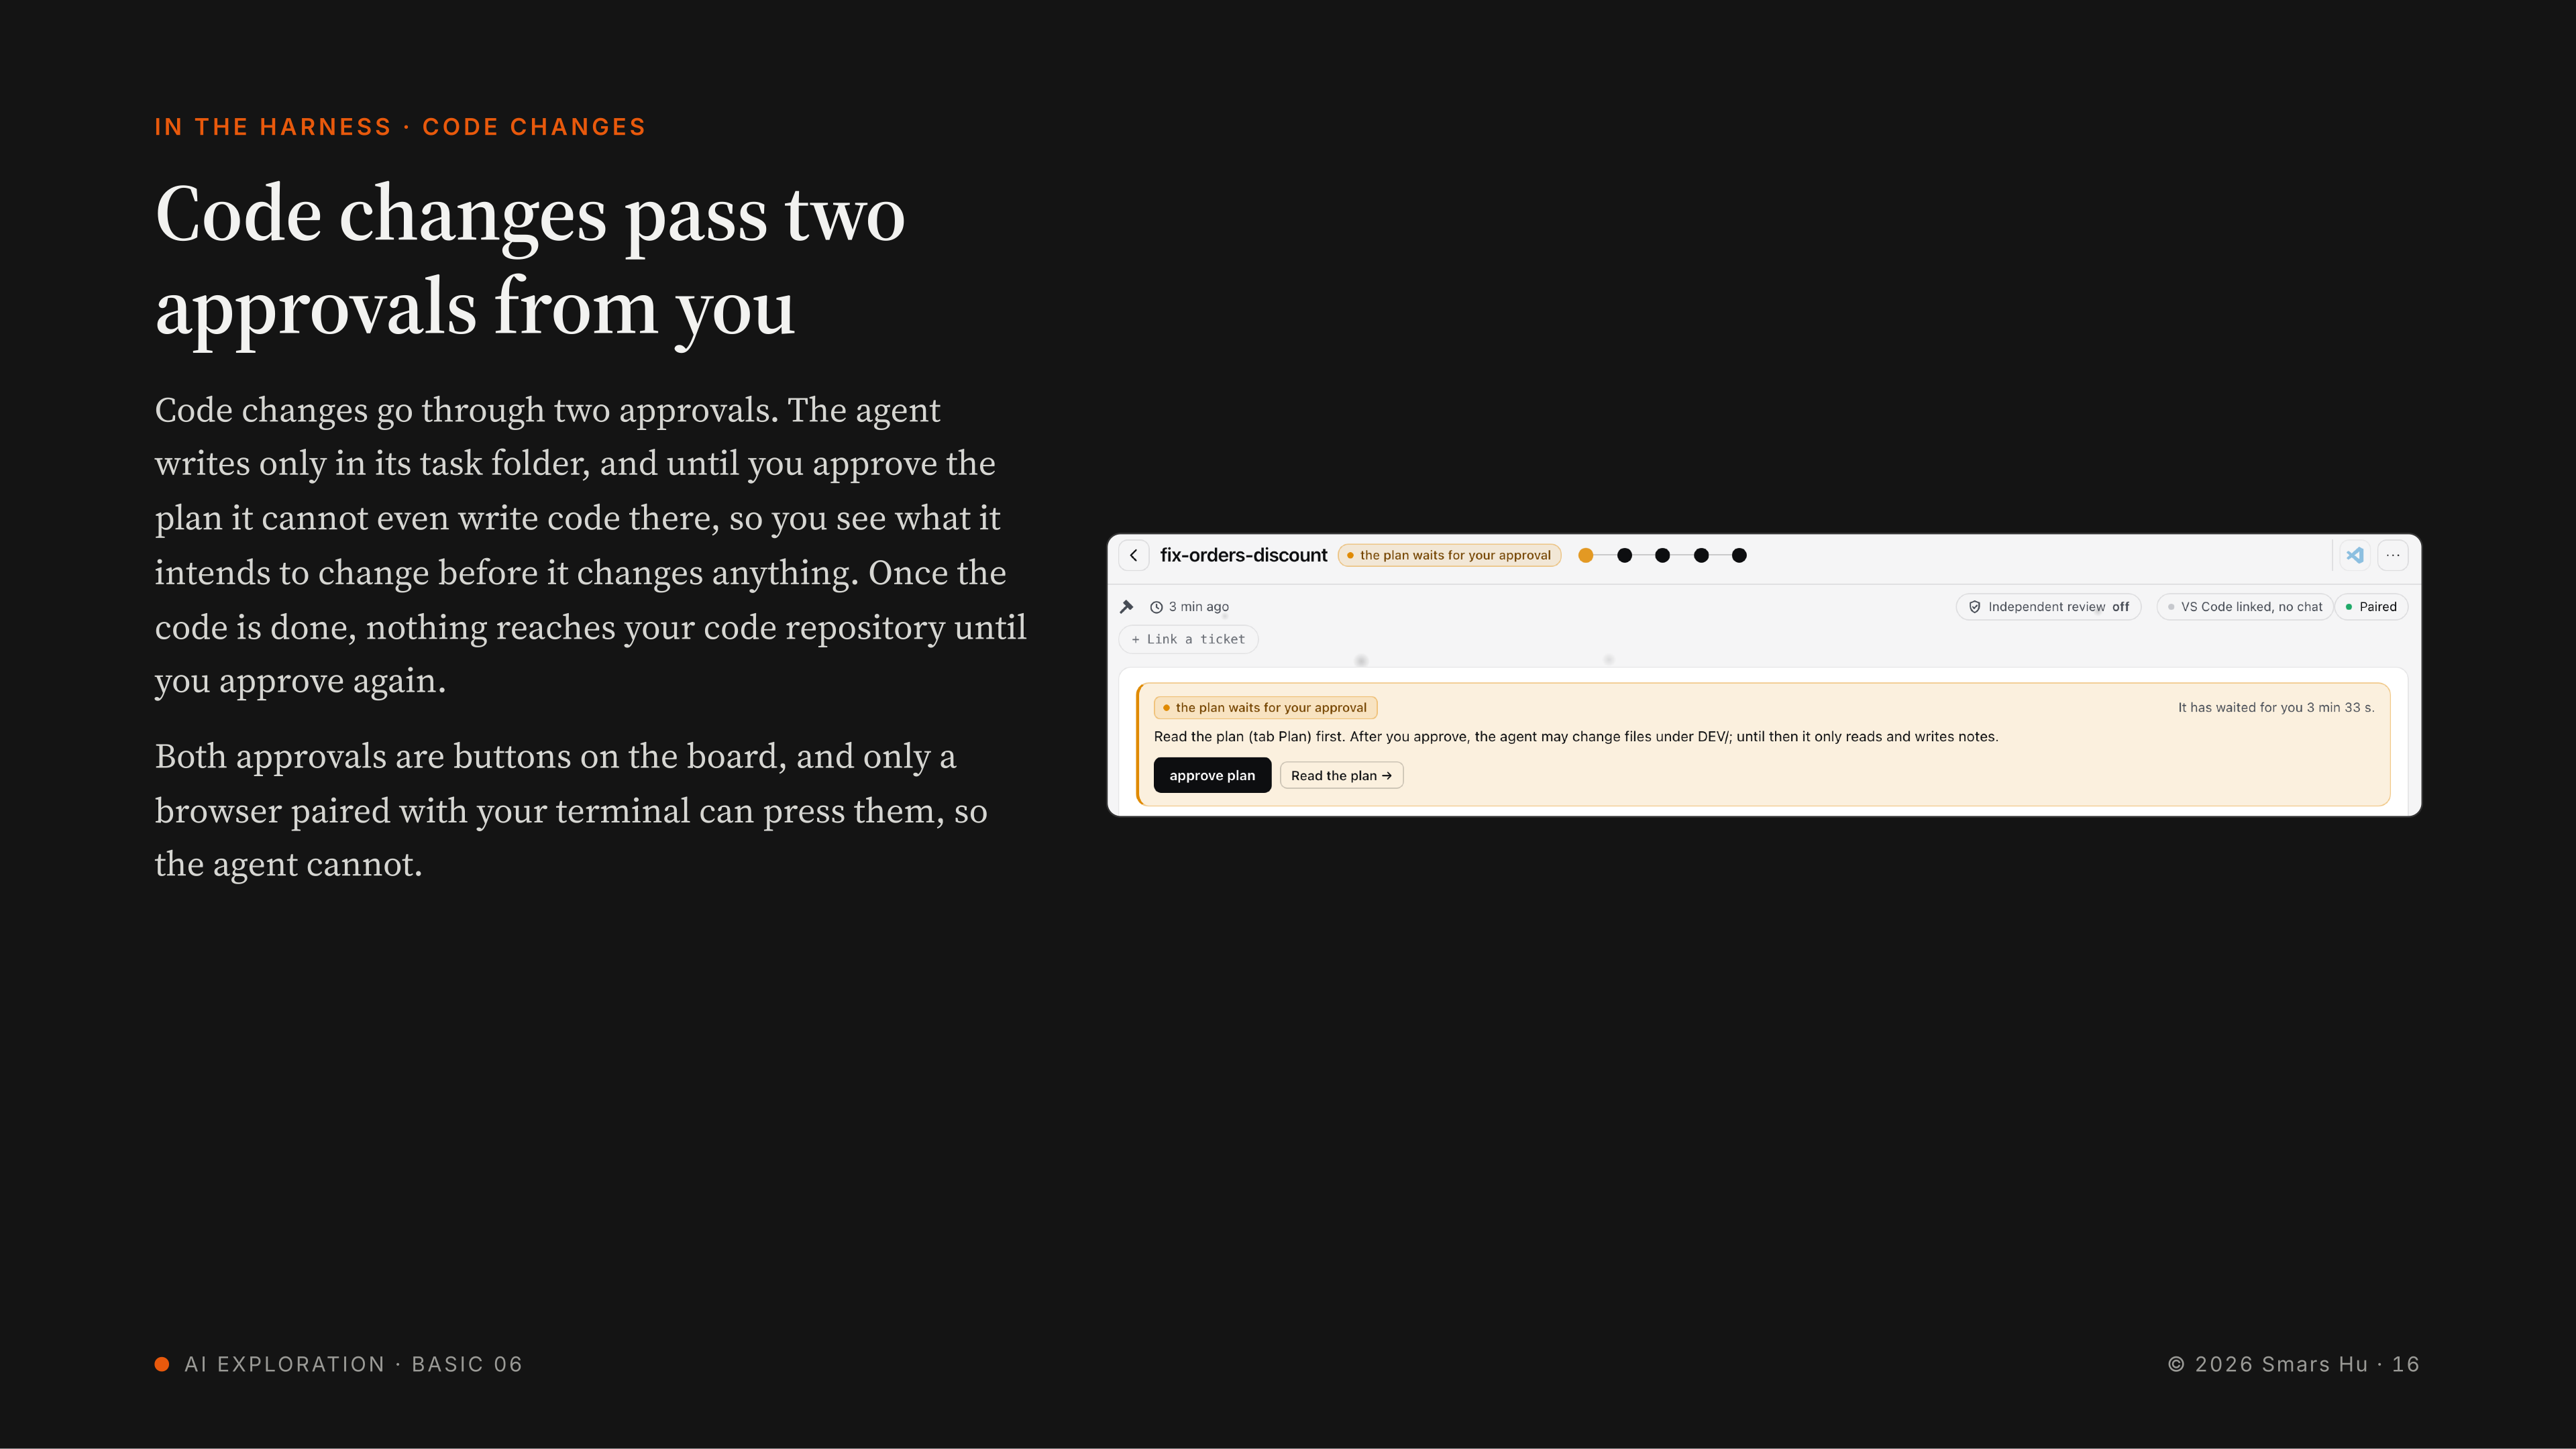 IN THE HARNESS · CODE CHANGES
Code changes pass two
approvals from you
Code changes go through two approvals. The agent
writes only in its task folder, and until you approve the
plan it cannot even write code there, so you see what it
intends to change before it changes anything. Once the
code is done, nothing reaches your code repository until
you approve again.
Both approvals are buttons on the board, and only a
browser paired with your terminal can press them, so
the agent cannot.
fix-orders-discount the plan waits for your approval
3 min ago Independent review off VS Code linked, no chat Paired
+ Link a ticket
the plan waits for your approval It has waited for you 3 min 33 s.
Read the plan (tab Plan) first. After you approve, the agent may change files under DEV/; until then it only reads and writes notes.
approve plan Read the plan →
AI EXPLORATION · BASIC 06
© 2026 Smars Hu · 16